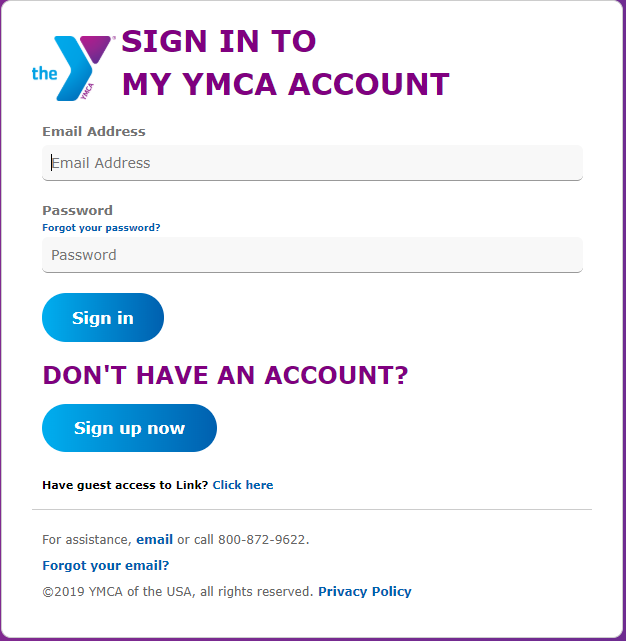 the
YMCA
®
SIGN IN TO
MY YMCA ACCOUNT
Email Address
Email Address
Password
Forgot your password?
Password
Sign in
DON'T HAVE AN ACCOUNT?
Sign up now
Have guest access to Link? Click here
For assistance, email or call 800-872-9622.
Forgot your email?
©2019 YMCA of the USA, all rights reserved. Privacy Policy